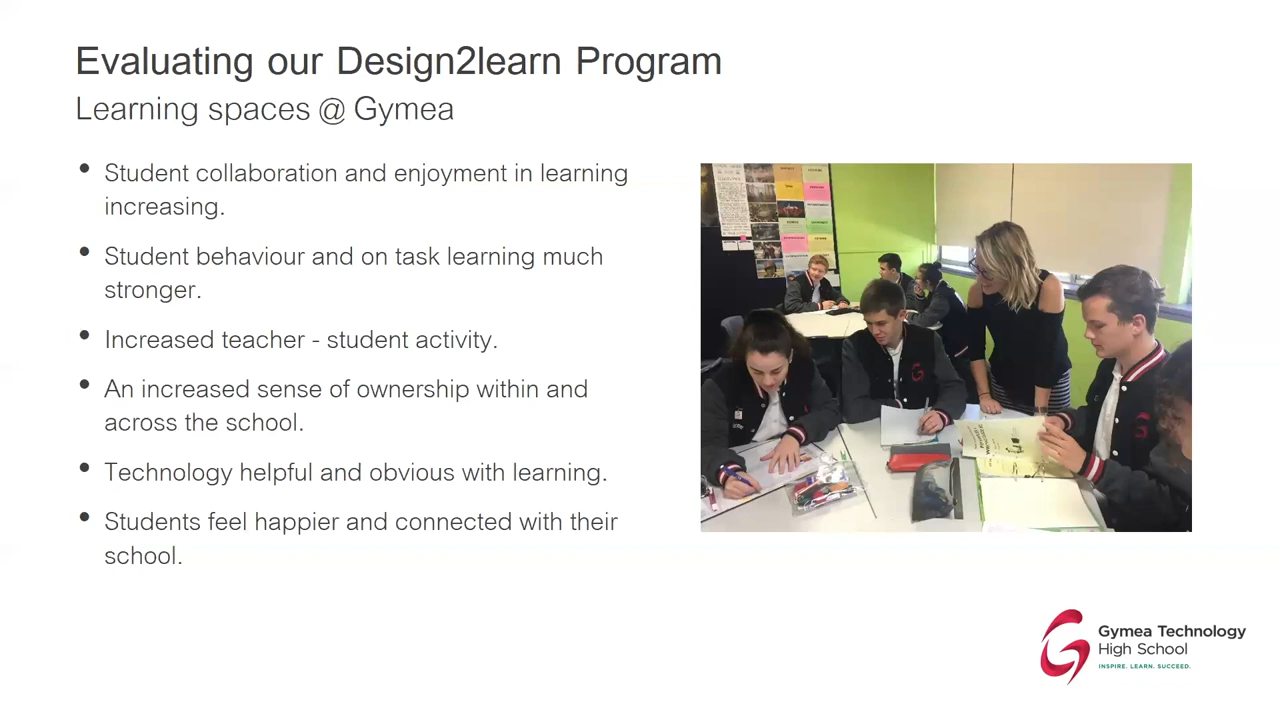 Evaluating our Design2learn Program
Learning spaces @ Gymea
• Student collaboration and enjoyment in learning
increasing.
• Student behaviour and on task learning much
stronger.
• Increased teacher - student activity.
• An increased sense of ownership within and
across the school.
• Technology helpful and obvious with learning.
• Students feel happier and connected with their
school.
Gymea Technology
High School
INSPIRE. LEARN. SUCCEED.